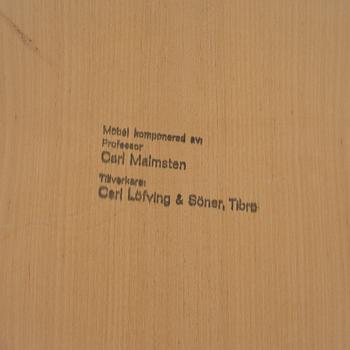 Möbel komponerad av:
Professor
Carl Malmsten
Tillverkare:
Carl Löfving & Söner, Tibro